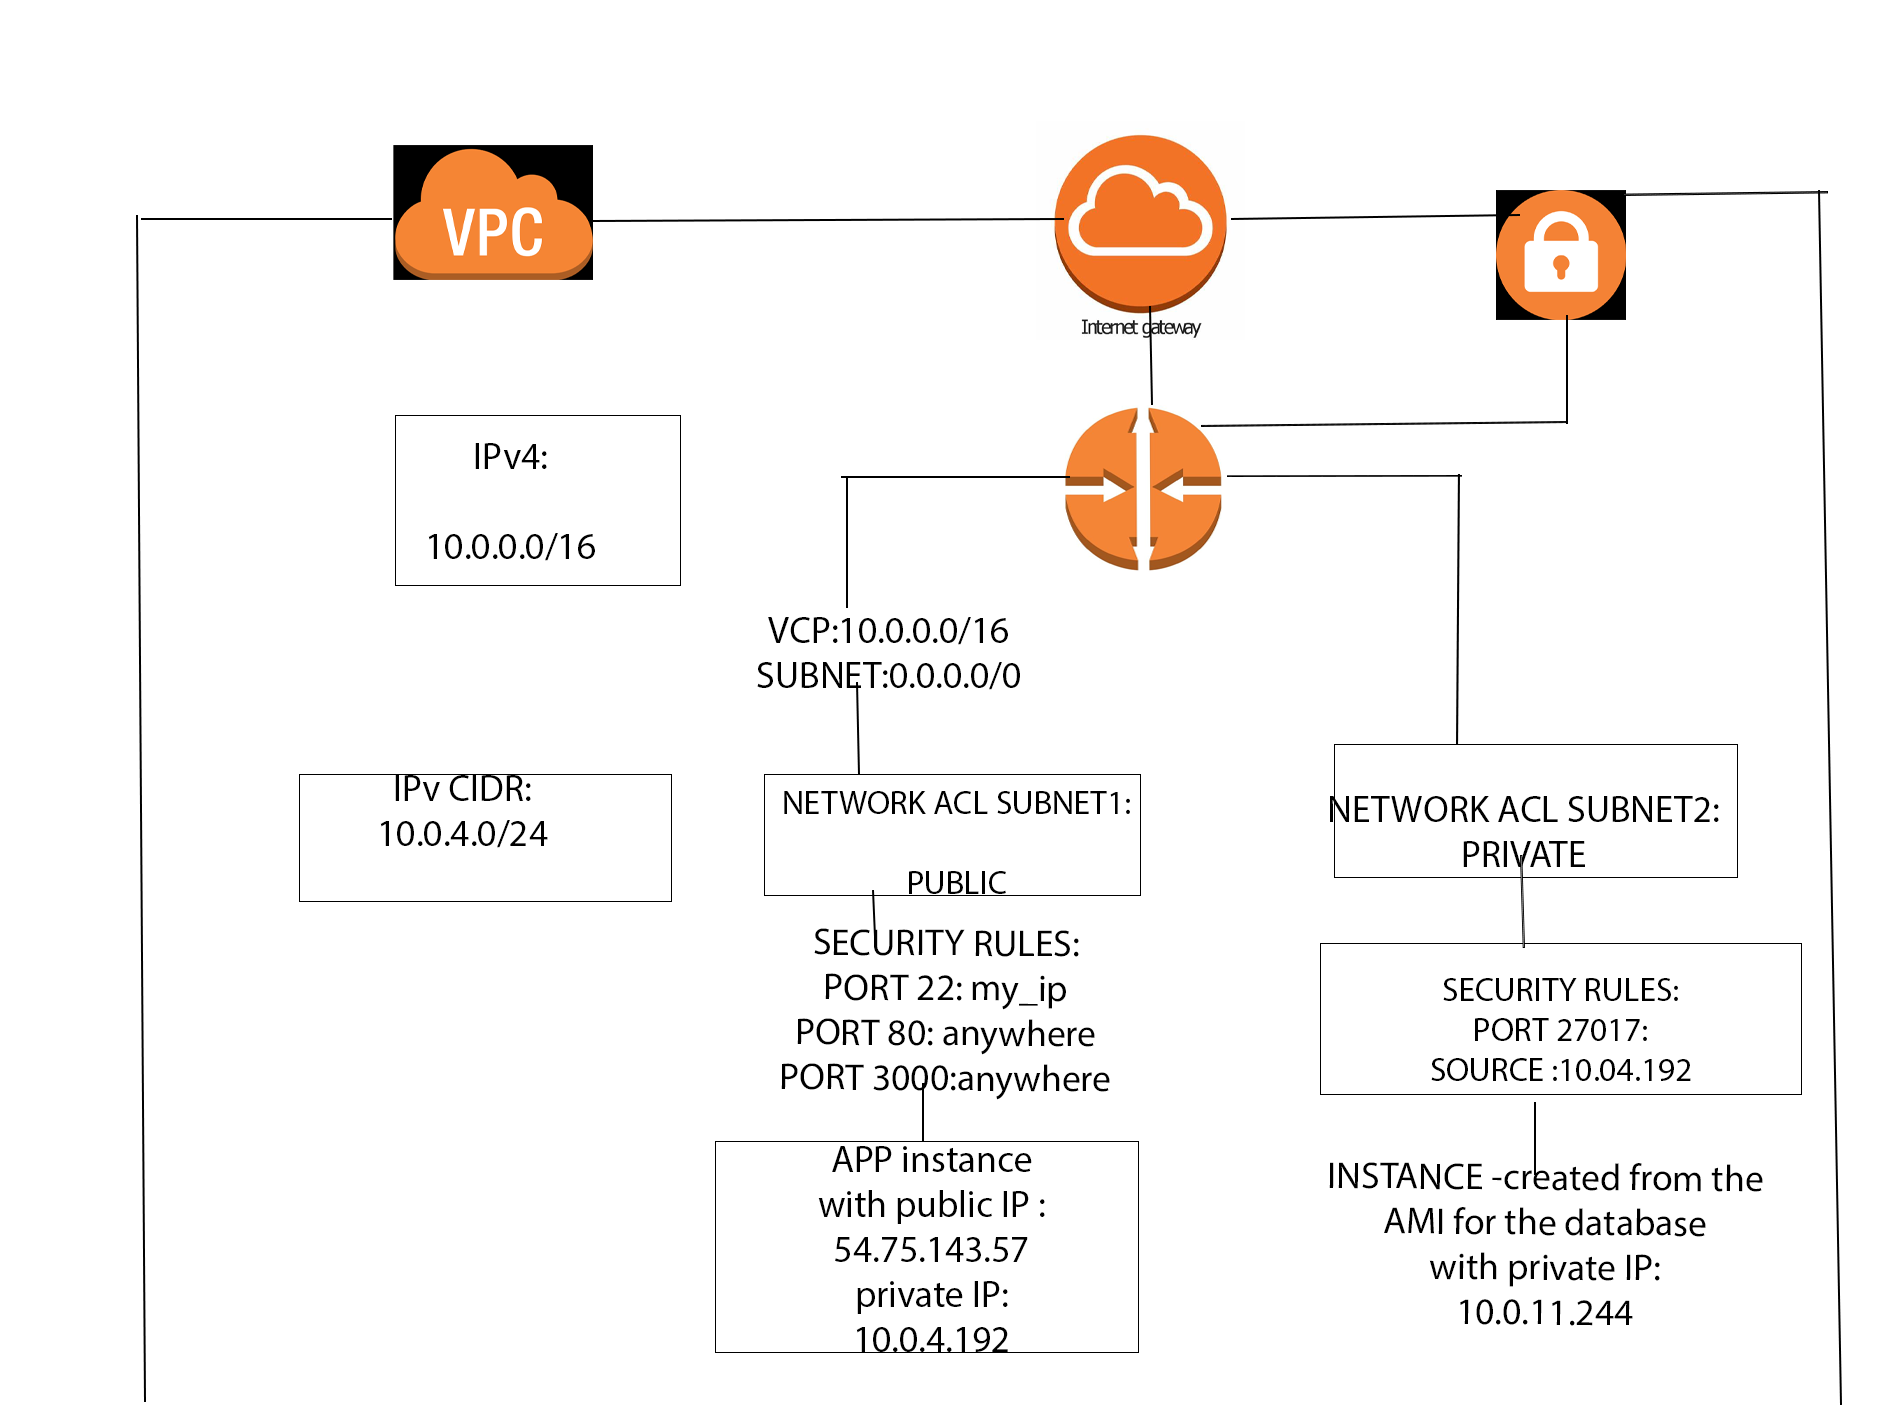 VPC
Internet gateway
IPv4:
10.0.0.0/16
VCP:10.0.0.0/16
SUBNET:0.0.0.0/0
IPv CIDR:
10.0.4.0/24
NETWORK ACL SUBNET1:
PUBLIC
SECURITY RULES:
PORT 22: my_ip
PORT 80: anywhere
PORT 3000:anywhere
APP instance
with public IP :
54.75.143.57
private IP:
10.0.4.192
NETWORK ACL SUBNET2:
PRIVATE
SECURITY RULES:
PORT 27017:
SOURCE :10.04.192
INSTANCE -created from the
AMI for the database
with private IP:
10.0.11.244